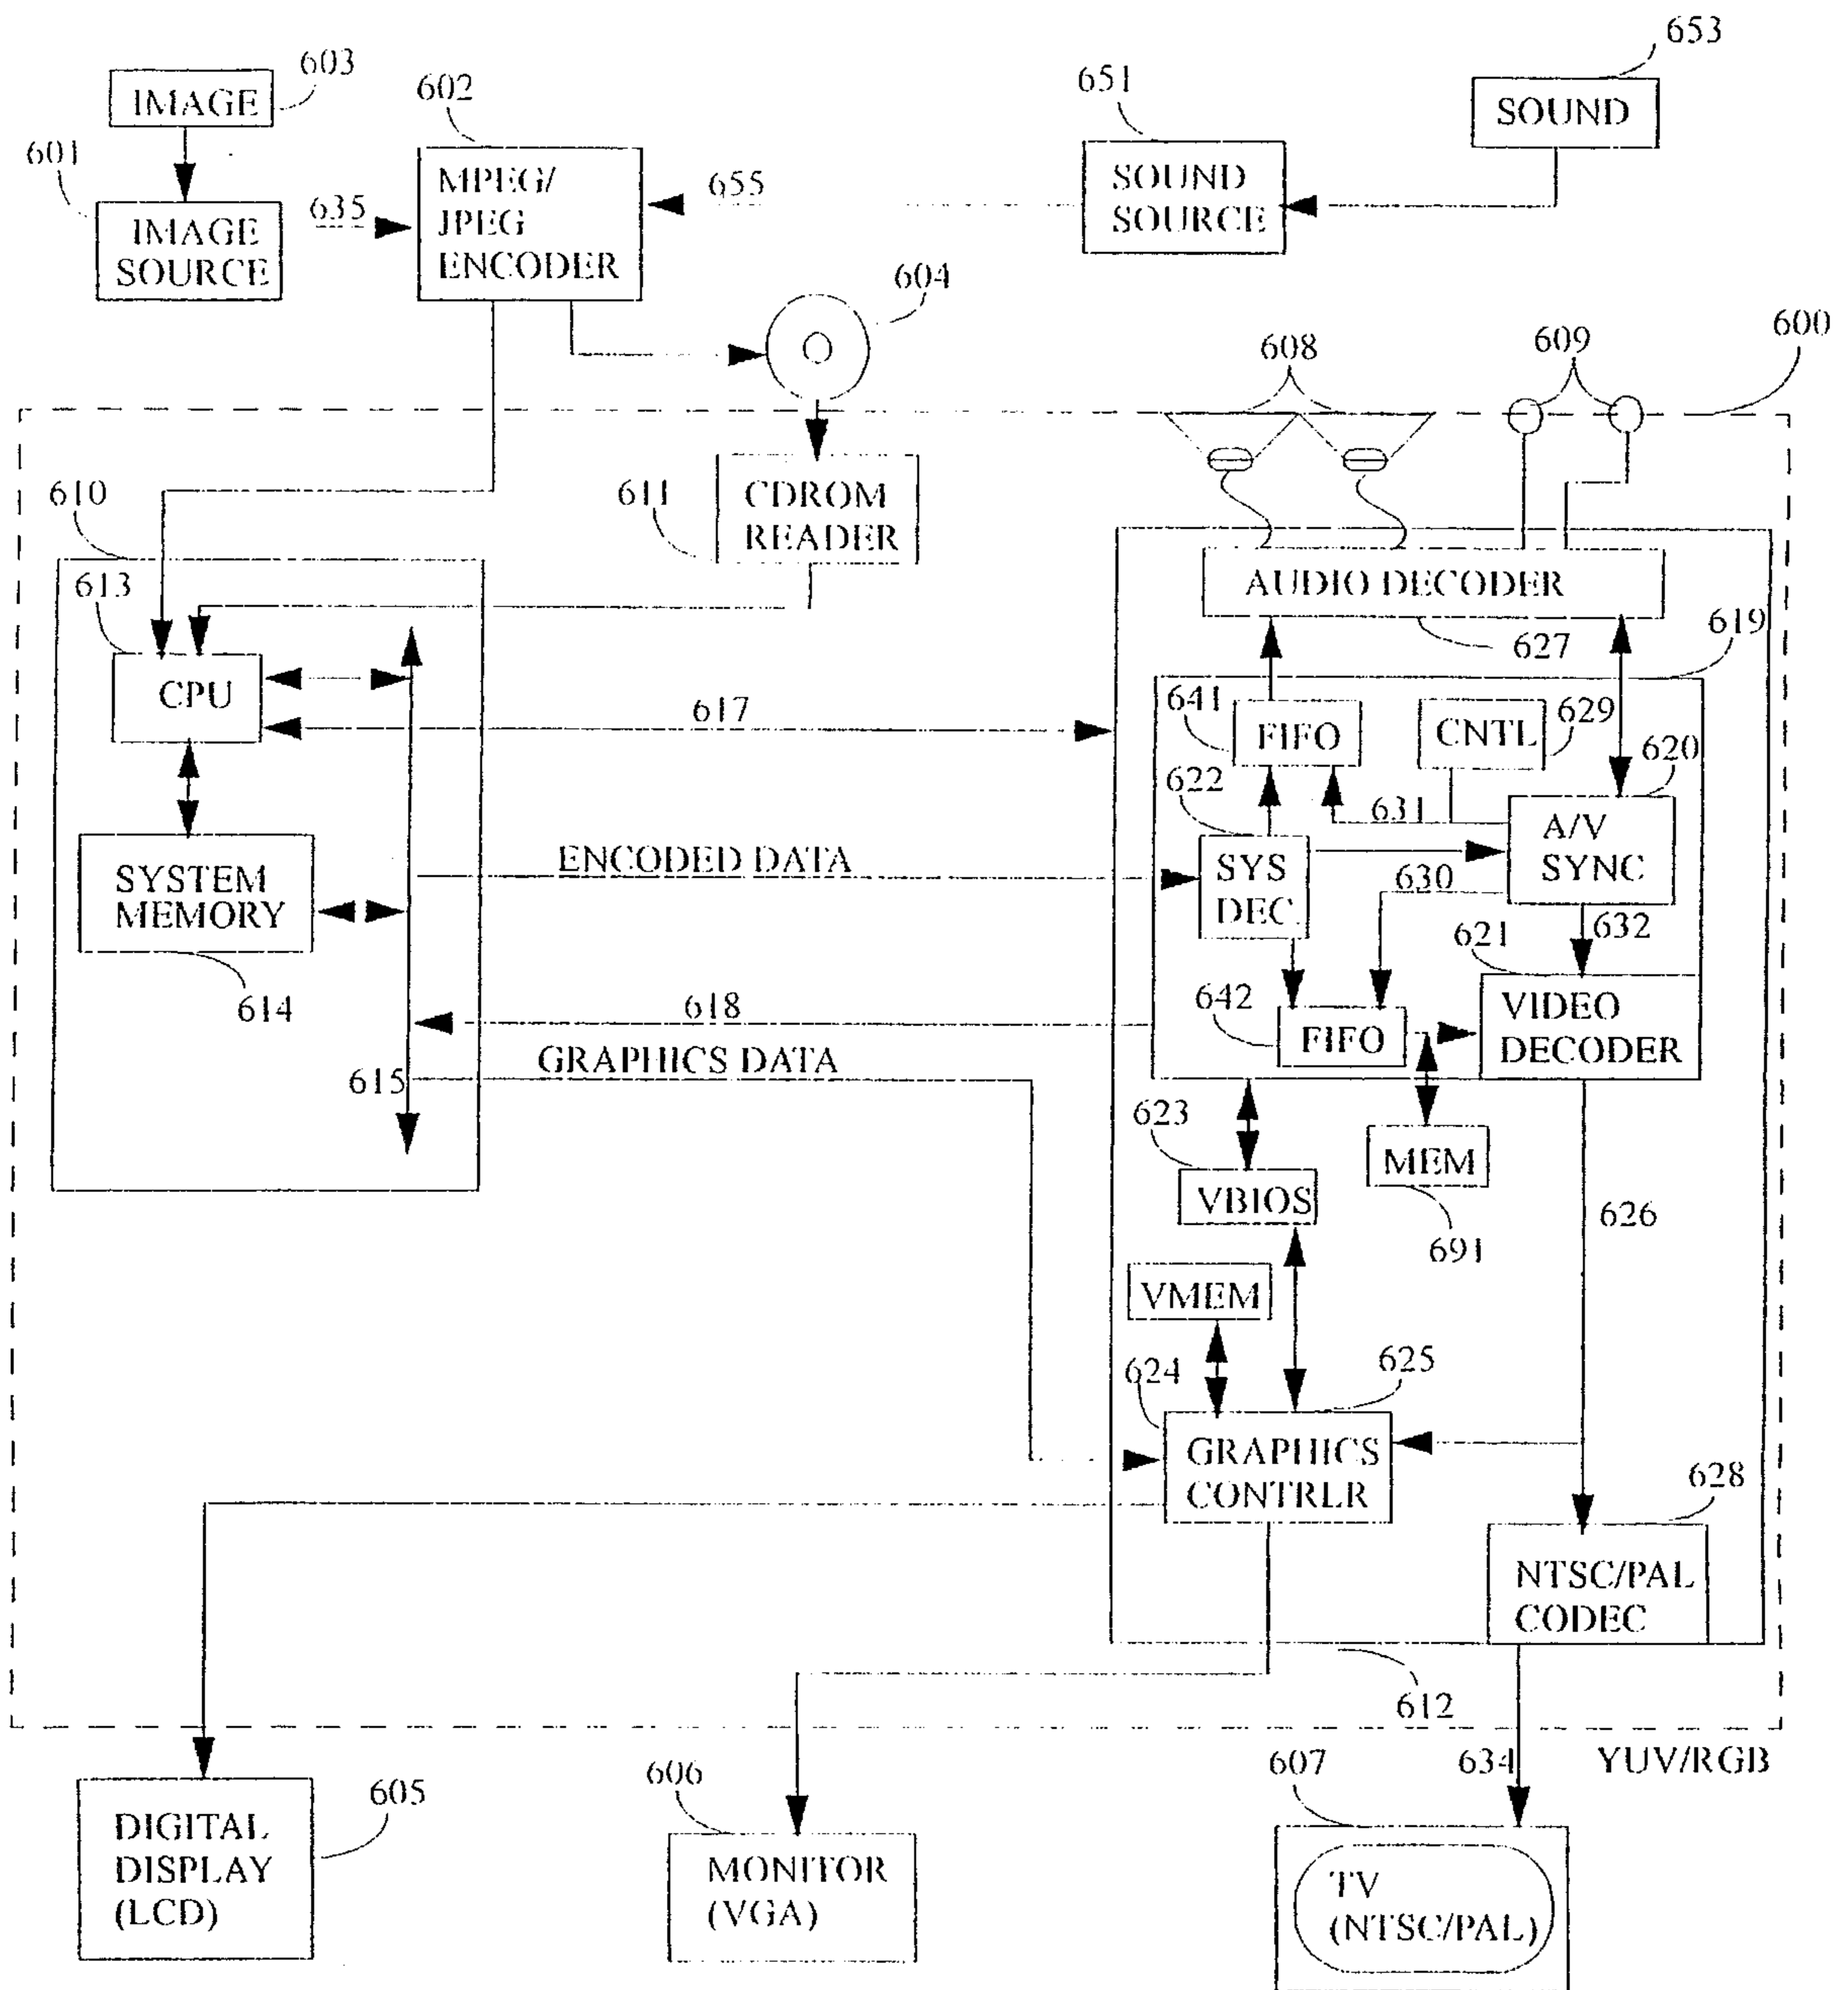 653
603
IMAGE
602
651
SOUND
601
MPEG/
JPEG
ENCODER
655
SOUND
SOURCE
635
IMAGE
SOURCE
604
600
608
609
610
611
CDROM
READER
613
AUDIO DECODER
619
627
CPU
617
641
FIFO
CNTL
629
620
622
631
A/V
SYNC
SYSTEM
MEMORY
ENCODED DATA
SYS
DEC.
630
632
621
614
618
642
FIFO
VIDEO
DECODER
GRAPHICS DATA
615
623
MEM
VBIOS
626
691
VMEM
624
625
GRAPHICS
CONTRLR
628
NTSC/PAL
CODEC
612
634
YUV/RGB
605
606
607
DIGITAL
DISPLAY
(LCD)
MONITOR
(VGA)
TV
(NTSC/PAL)